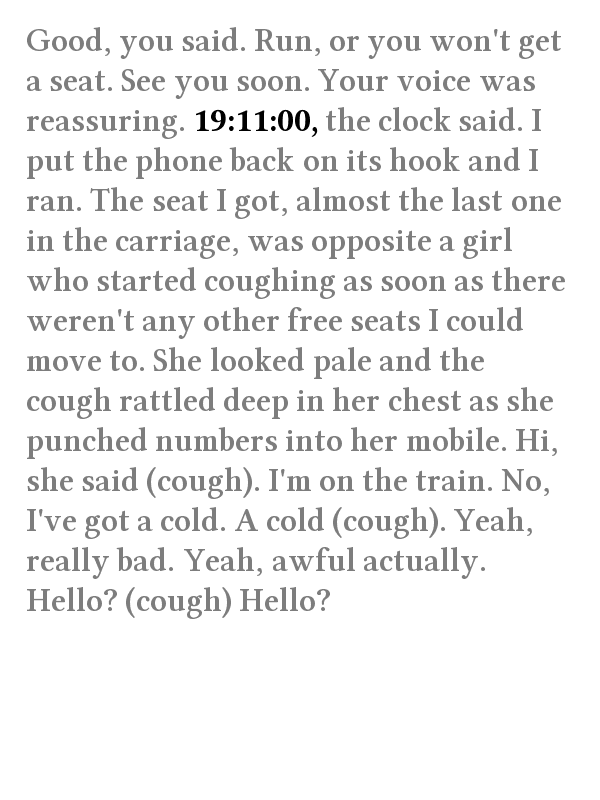 Good, you said. Run, or you won't get
a seat. See you soon. Your voice was
reassuring. 19:11:00, the clock said. I
put the phone back on its hook and I
ran. The seat I got, almost the last one
in the carriage, was opposite a girl
who started coughing as soon as there
weren't any other free seats I could
move to. She looked pale and the
cough rattled deep in her chest as she
punched numbers into her mobile. Hi,
she said (cough). I'm on the train. No,
I've got a cold. A cold (cough). Yeah,
really bad. Yeah, awful actually.
Hello? (cough) Hello?